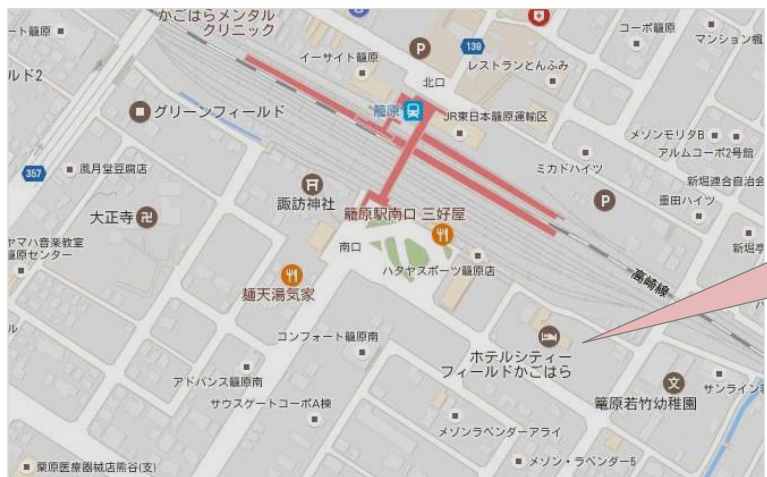 かごはらメンタル
クリニック
ート籠原
イーサイト籠原
P
139
コーポ籠原
マンション楓
レストランとんふみ
北口
ルド2
グリーンフィールド
籠原
JR東日本籠原運輸区
メゾンモリタB
アルムコーポ2号館
357
風月堂豆腐店
ミカドハイツ
新堀連合自治会
諏訪神社
P
重田ハイツ
大正寺
籠原駅南口 三好屋
ヤマハ音楽教室
籠原センター
南口
新堀亭
ハタヤスポーツ籠原店
高崎線
麺天湯気家
ル
コンフォート籠原南
ホテルシティー
フィールドかごはら
アドバンス籠原南
文
サンライン
サウスゲートコーポA棟
籠原若竹幼稚園
メゾンラベンダーアライ
栗原医療器械店熊谷(支)
メゾン・ラベンダー5